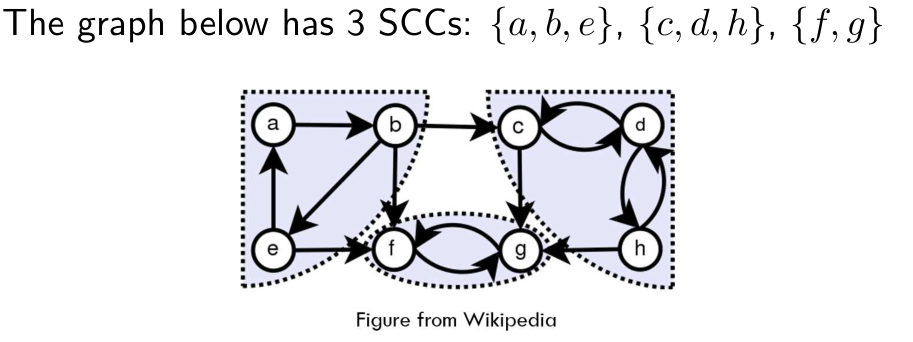 The graph below has 3 SCCs: {a, b, e}, {c, d, h}, {f, g}
a b c d
e f g h
Figure from Wikipedia